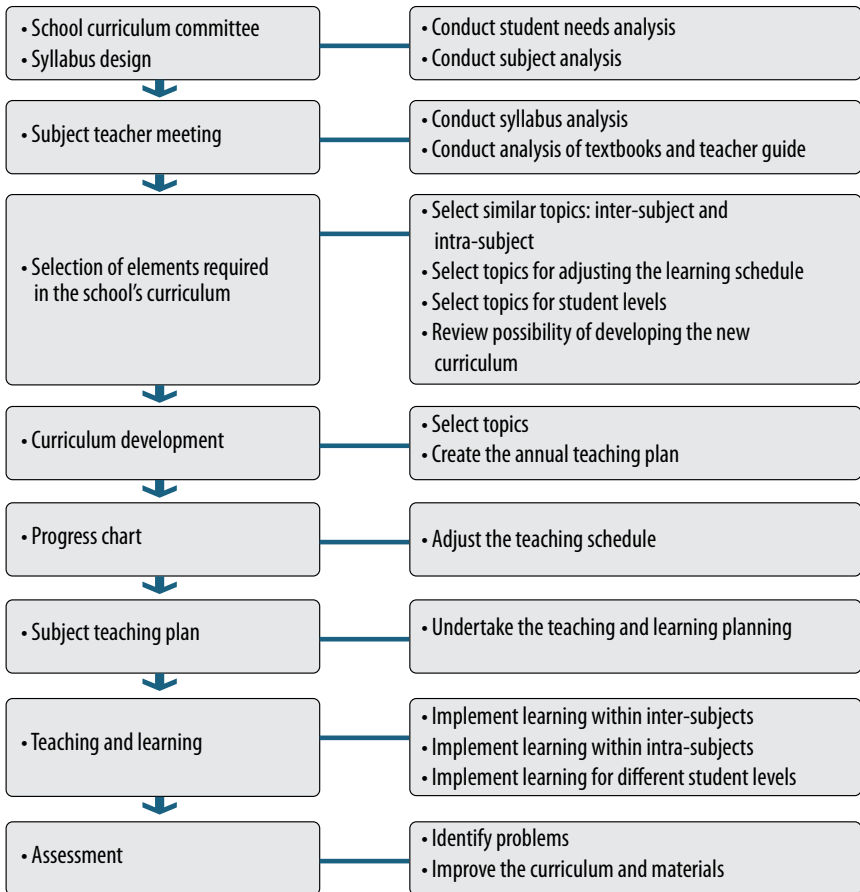 • School curriculum committee
• Syllabus design
• Conduct student needs analysis
• Conduct subject analysis
• Subject teacher meeting
• Conduct syllabus analysis
• Conduct analysis of textbooks and teacher guide
• Selection of elements required
in the school’s curriculum
• Select similar topics: inter-subject and
intra-subject
• Select topics for adjusting the learning schedule
• Select topics for student levels
• Review possibility of developing the new
curriculum
• Curriculum development
• Select topics
• Create the annual teaching plan
• Progress chart
• Adjust the teaching schedule
• Subject teaching plan
• Undertake the teaching and learning planning
• Teaching and learning
• Implement learning within inter-subjects
• Implement learning within intra-subjects
• Implement learning for different student levels
• Assessment
• Identify problems
• Improve the curriculum and materials